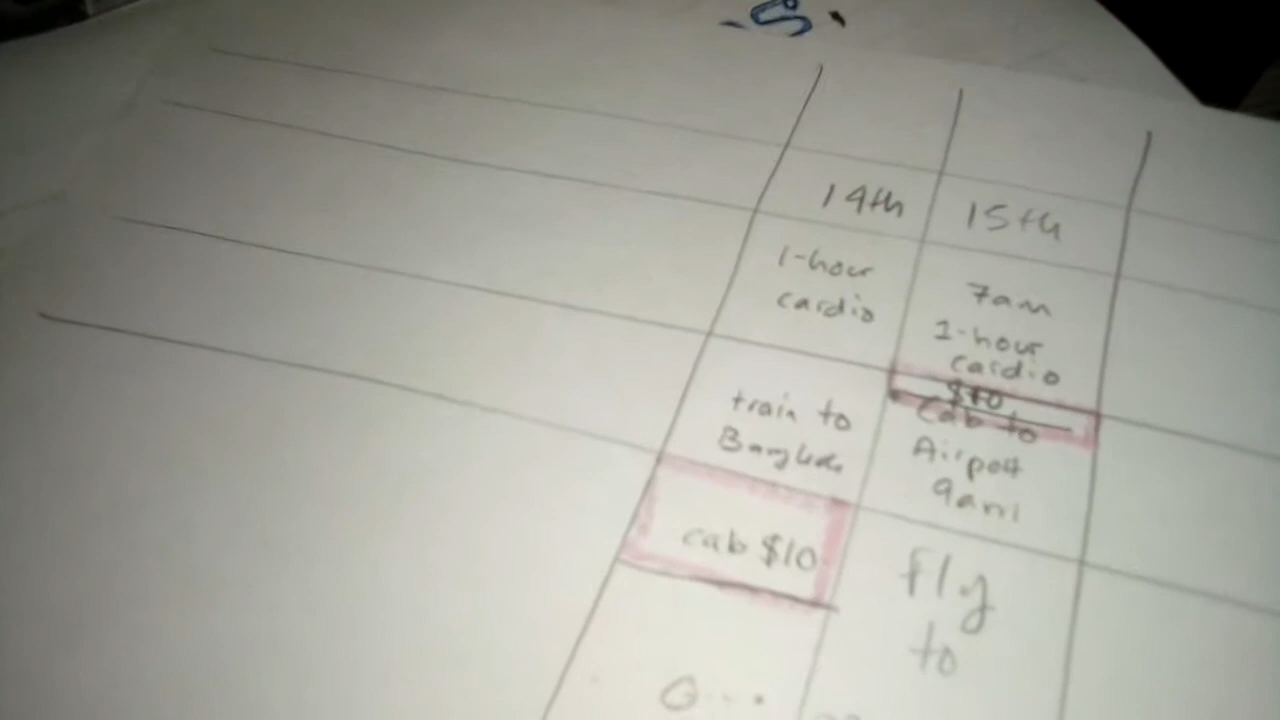 14th
1-hour
cardio
train to
cab $10
15th
7am
1-hour
cardio
$10
Cab to
Airport
9am
fly
to